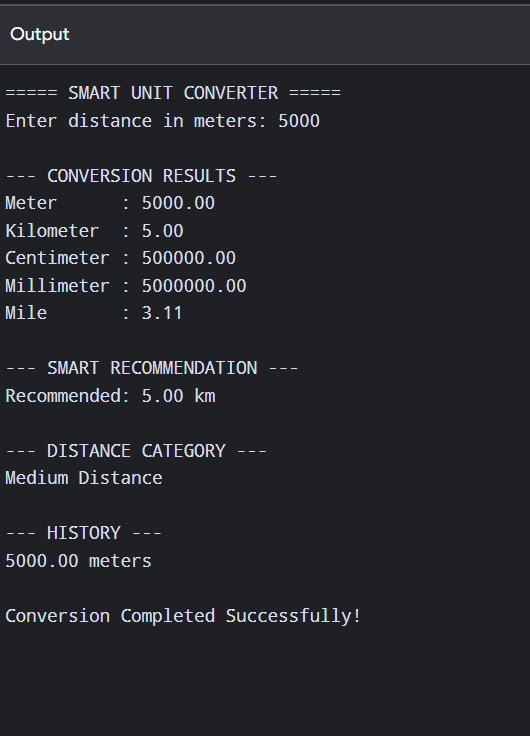 Output
===== SMART UNIT CONVERTER =====
Enter distance in meters: 5000
--- CONVERSION RESULTS ---
Meter      : 5000.00
Kilometer  : 5.00
Centimeter : 500000.00
Millimeter : 5000000.00
Mile       : 3.11
--- SMART RECOMMENDATION ---
Recommended: 5.00 km
--- DISTANCE CATEGORY ---
Medium Distance
--- HISTORY ---
5000.00 meters
Conversion Completed Successfully!